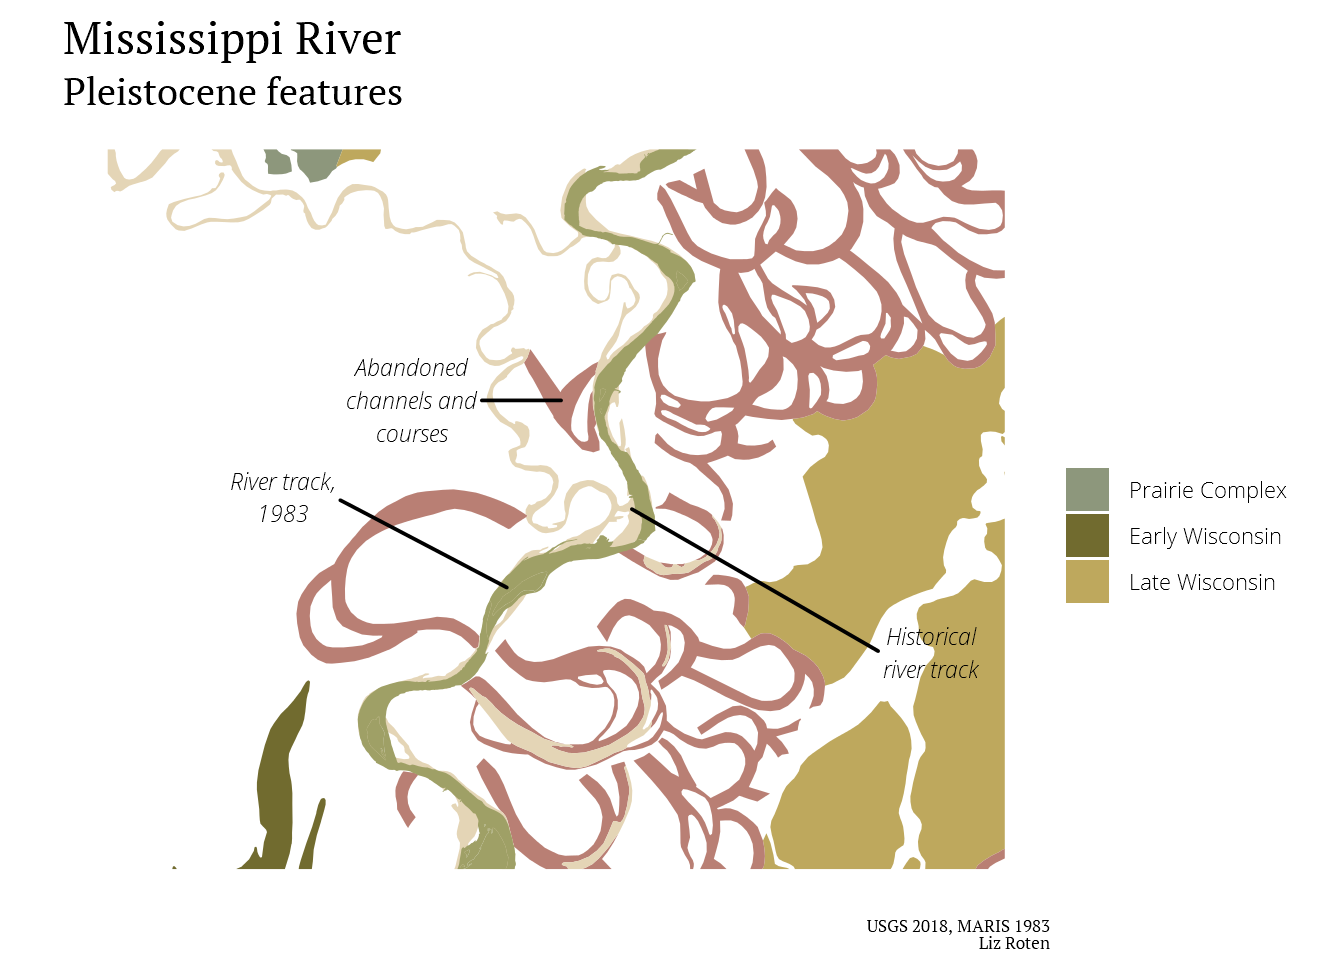 Mississippi River
Pleistocene features
Abandoned
channels and
courses
River track,
1983
Prairie Complex
Early Wisconsin
Late Wisconsin
Historical
river track
USGS 2018, MARIS 1983
Liz Roten